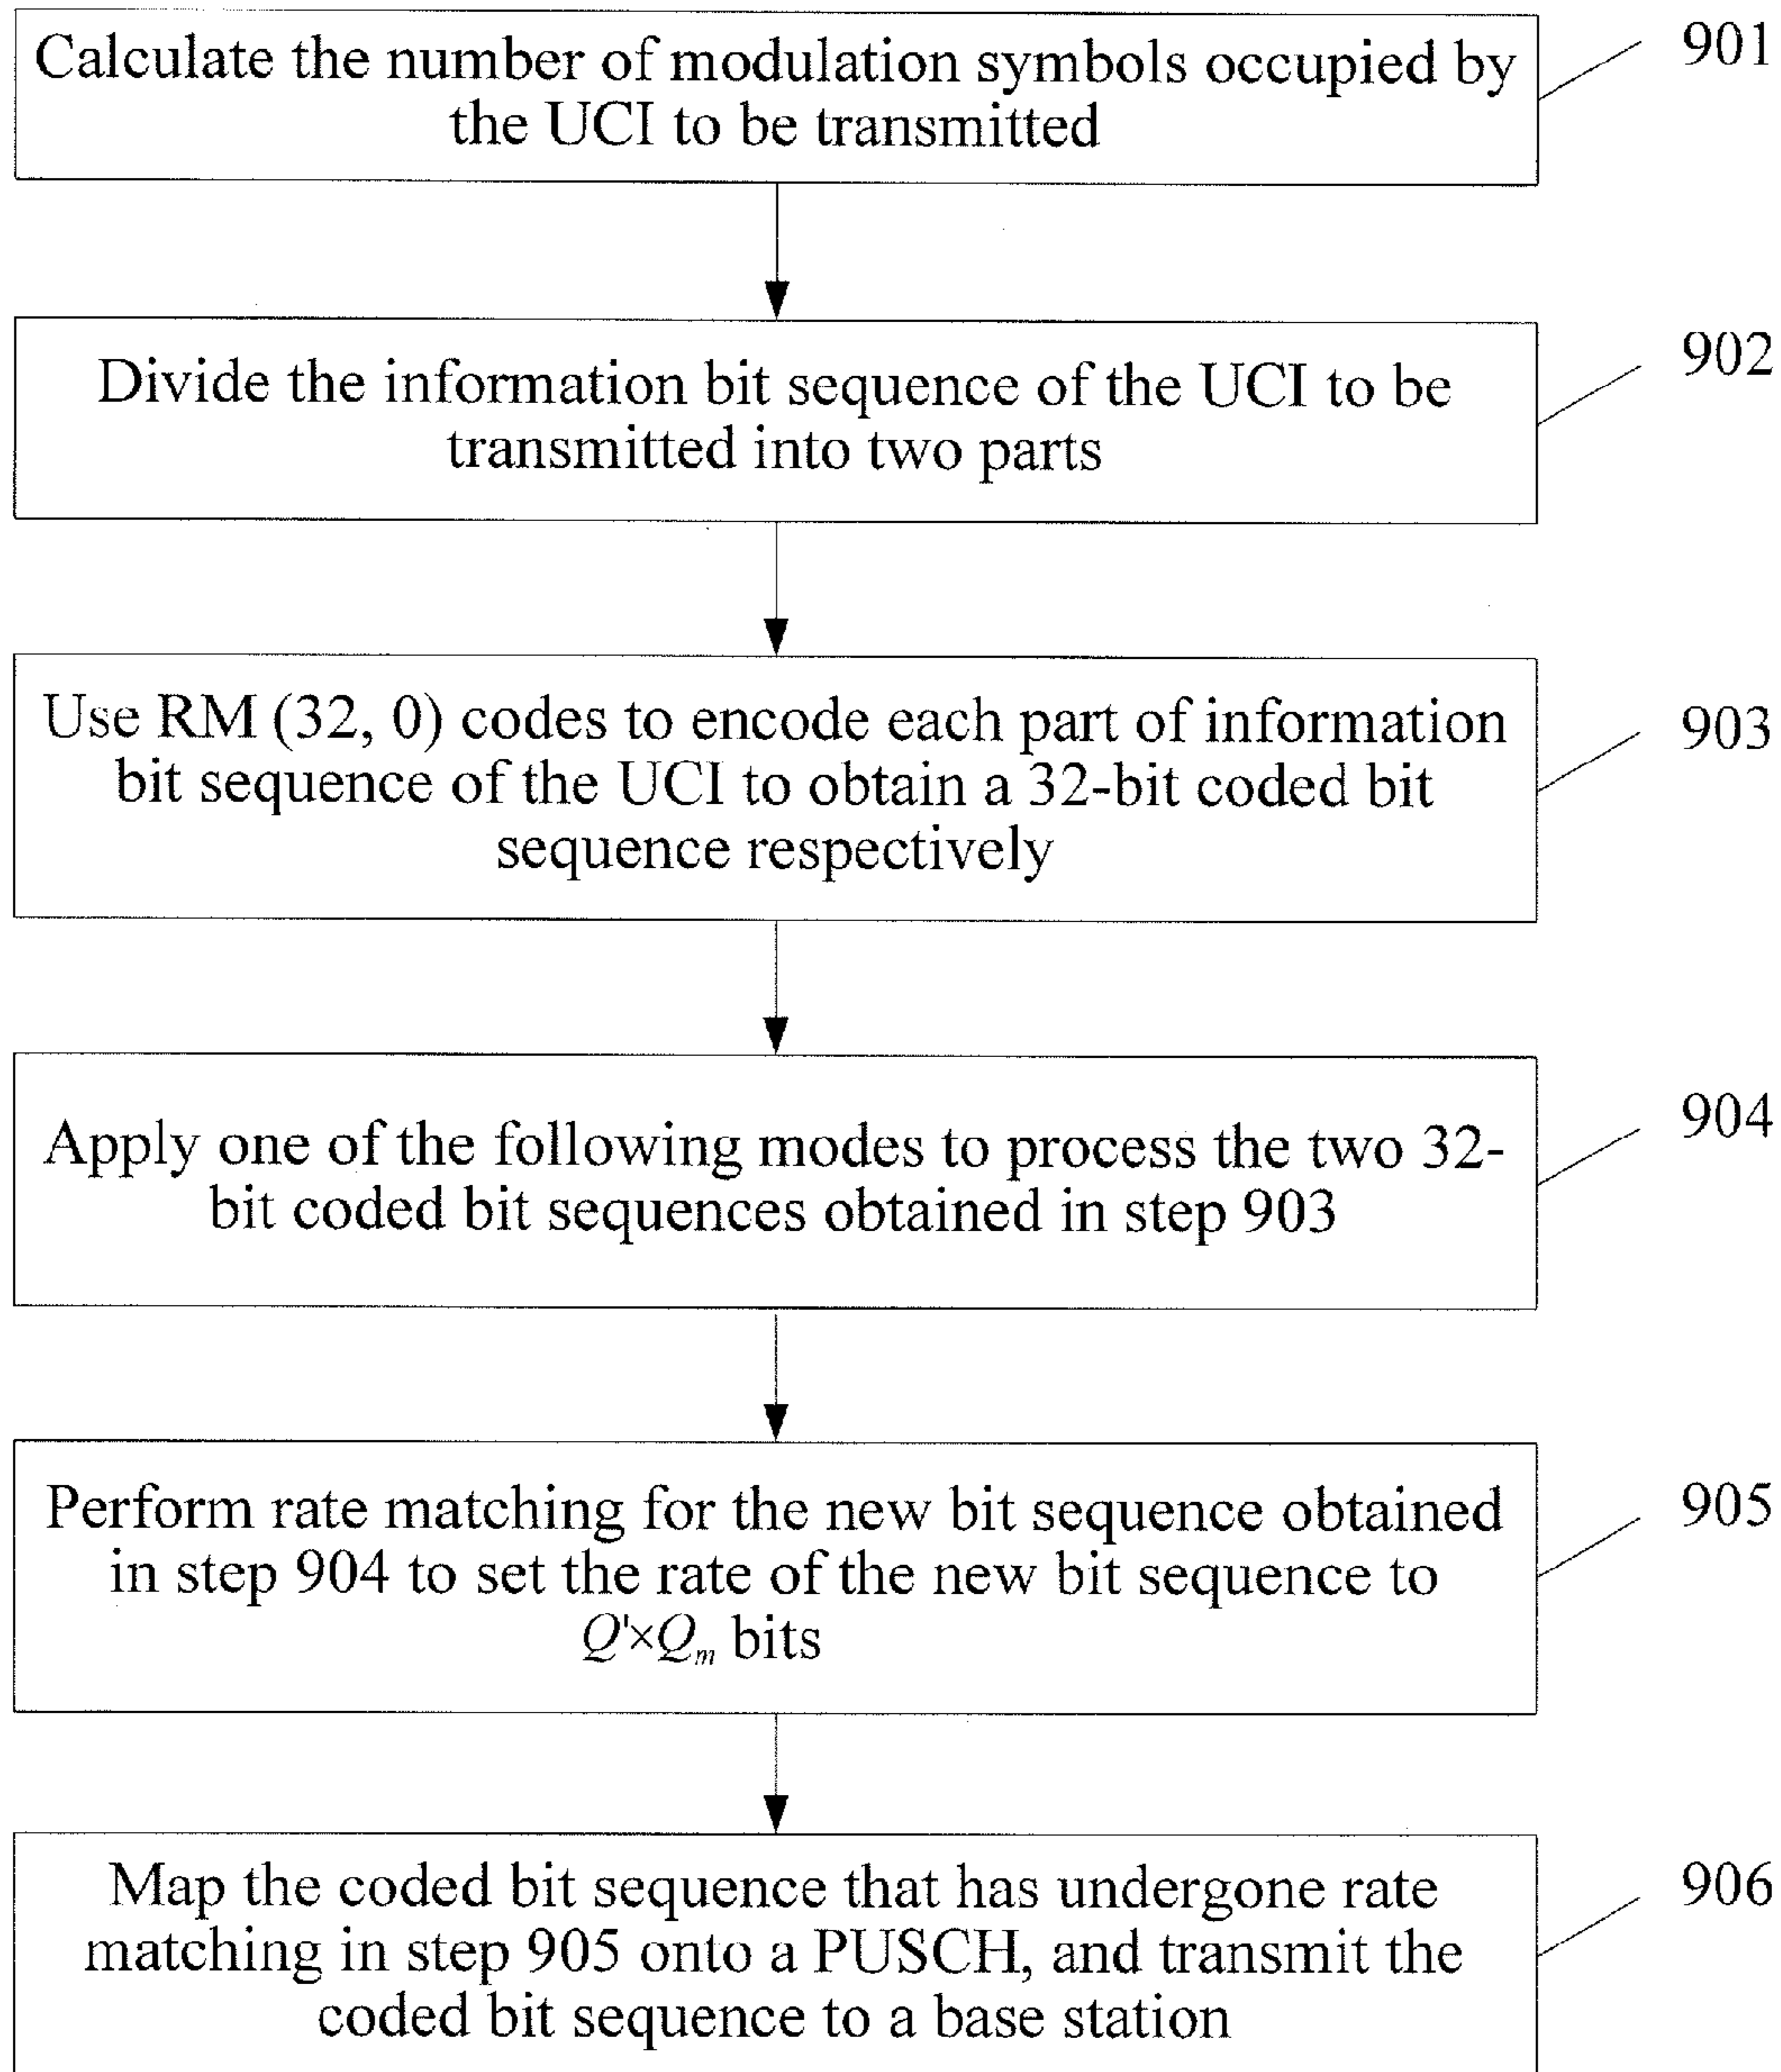 Calculate the number of modulation symbols occupied by
the UCI to be transmitted
901
Divide the information bit sequence of the UCI to be
transmitted into two parts
902
Use RM (32, 0) codes to encode each part of information
bit sequence of the UCI to obtain a 32-bit coded bit
sequence respectively
903
Apply one of the following modes to process the two 32-
bit coded bit sequences obtained in step 903
904
Perform rate matching for the new bit sequence obtained
in step 904 to set the rate of the new bit sequence to
Q'×Qm bits
905
Map the coded bit sequence that has undergone rate
matching in step 905 onto a PUSCH, and transmit the
coded bit sequence to a base station
906